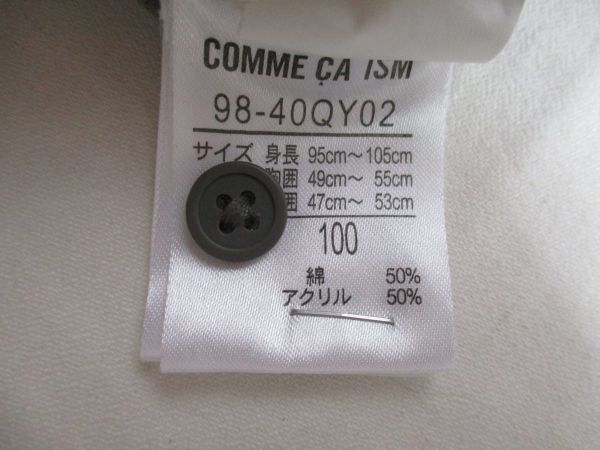 COMME ÇA ISM
98-40QY02
サイズ 身長 95cm～105cm
胸囲 49cm～ 55cm
囲 47cm～ 53cm
100
綿 50%
アクリル 50%